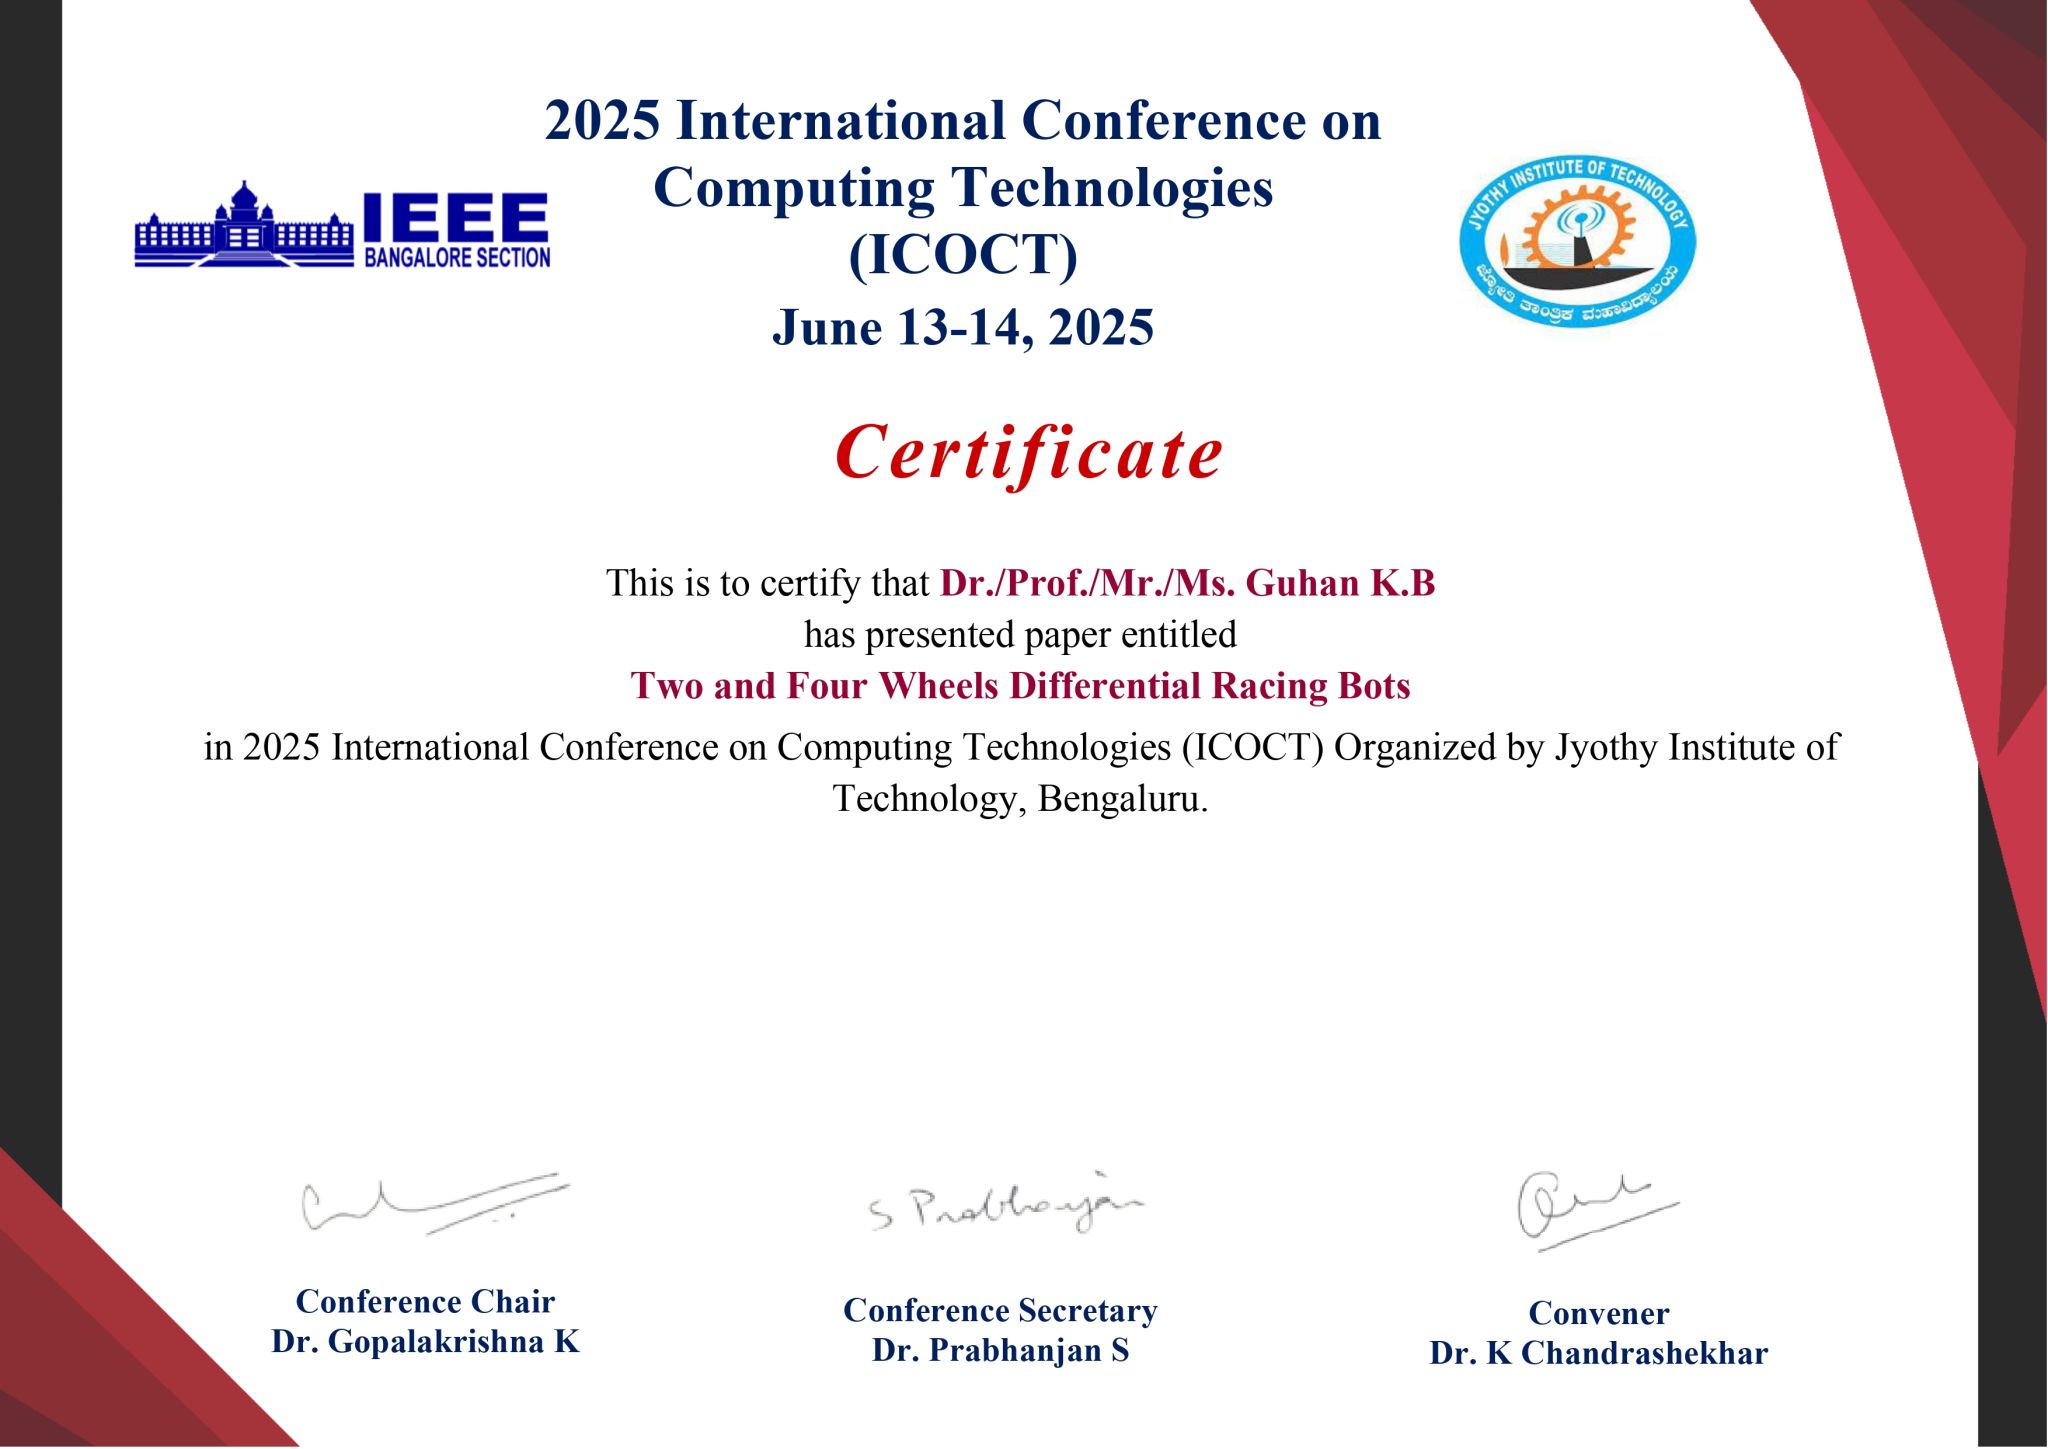 2025 International Conference on
Computing Technologies
(ICOCT)
June 13-14, 2025
IEEE
BANGALORE SECTION
JYOTHY INSTITUTE OF TECHNOLOGY
ಜ್ಯೋತಿ ತಾಂತ್ರಿಕ ಮಹಾವಿದ್ಯಾಲಯ
Certificate
This is to certify that Dr./Prof./Mr./Ms. Guhan K.B
has presented paper entitled
Two and Four Wheels Differential Racing Bots
in 2025 International Conference on Computing Technologies (ICOCT) Organized by Jyothy Institute of
Technology, Bengaluru.
S Prabhanjan
Conference Chair
Dr. Gopalakrishna K
Conference Secretary
Dr. Prabhanjan S
Convener
Dr. K Chandrashekhar